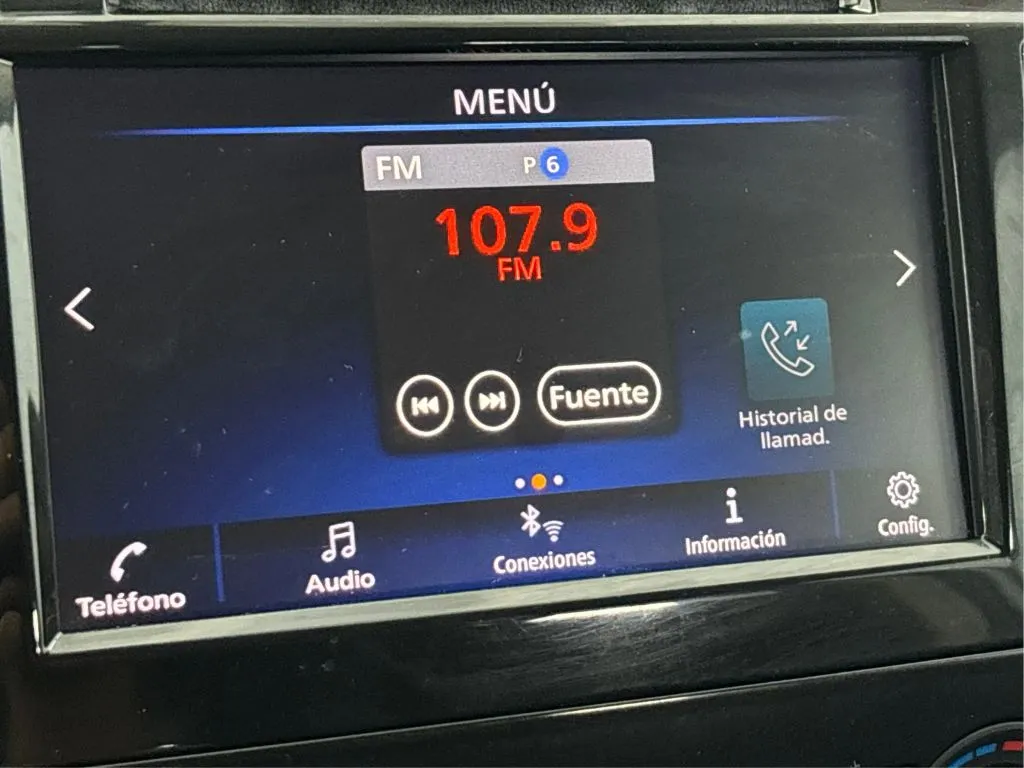 MENÚ
FM P 6
107.9
FM
Fuente
Historial de
llamad.
Teléfono
Audio
Conexiones
Información
Config.